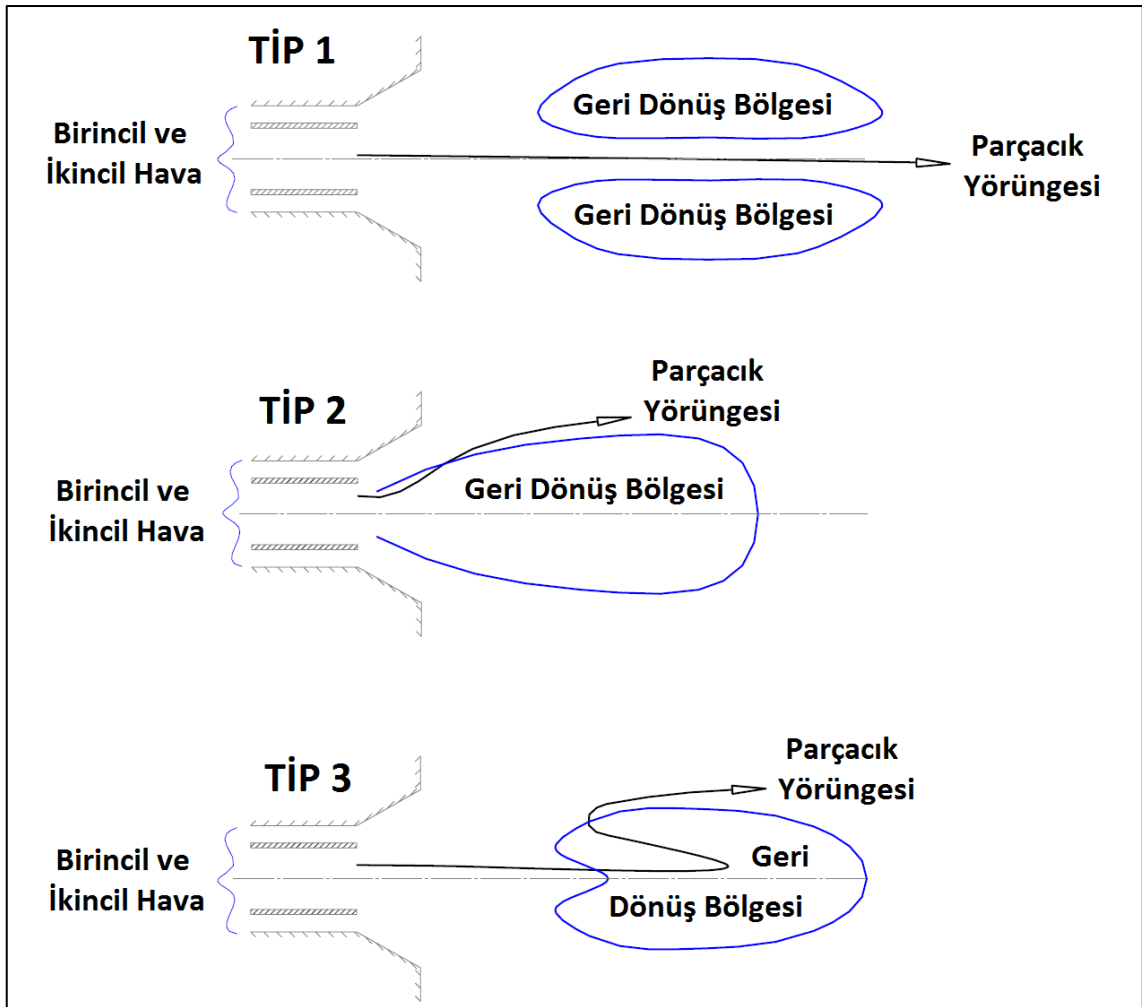 TİP 1
Birincil ve
İkincil Hava
Geri Dönüş Bölgesi
Geri Dönüş Bölgesi
Parçacık
Yörüngesi
TİP 2
Birincil ve
İkincil Hava
Parçacık
Yörüngesi
Geri Dönüş Bölgesi
TİP 3
Birincil ve
İkincil Hava
Parçacık
Yörüngesi
Geri
Dönüş Bölgesi